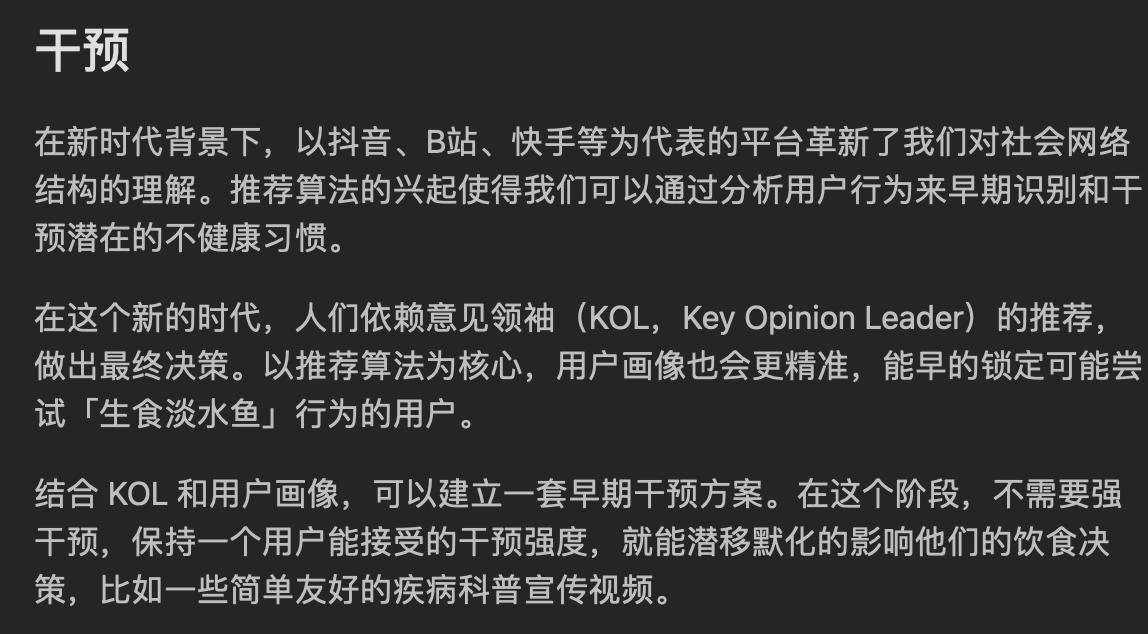 干预
在新时代背景下，以抖音、B站、快手等为代表的平台革新了我们对社会网络
结构的理解。推荐算法的兴起使得我们可以通过分析用户行为来早期识别和干
预潜在的不健康习惯。
在这个新的时代，人们依赖意见领袖（KOL，Key Opinion Leader）的推荐，
做出最终决策。以推荐算法为核心，用户画像也会更精准，能早的锁定可能尝
试「生食淡水鱼」行为的用户。
结合 KOL 和用户画像，可以建立一套早期干预方案。在这个阶段，不需要强
干预，保持一个用户能接受的干预强度，就能潜移默化的影响他们的饮食决
策，比如一些简单友好的疾病科普宣传视频。